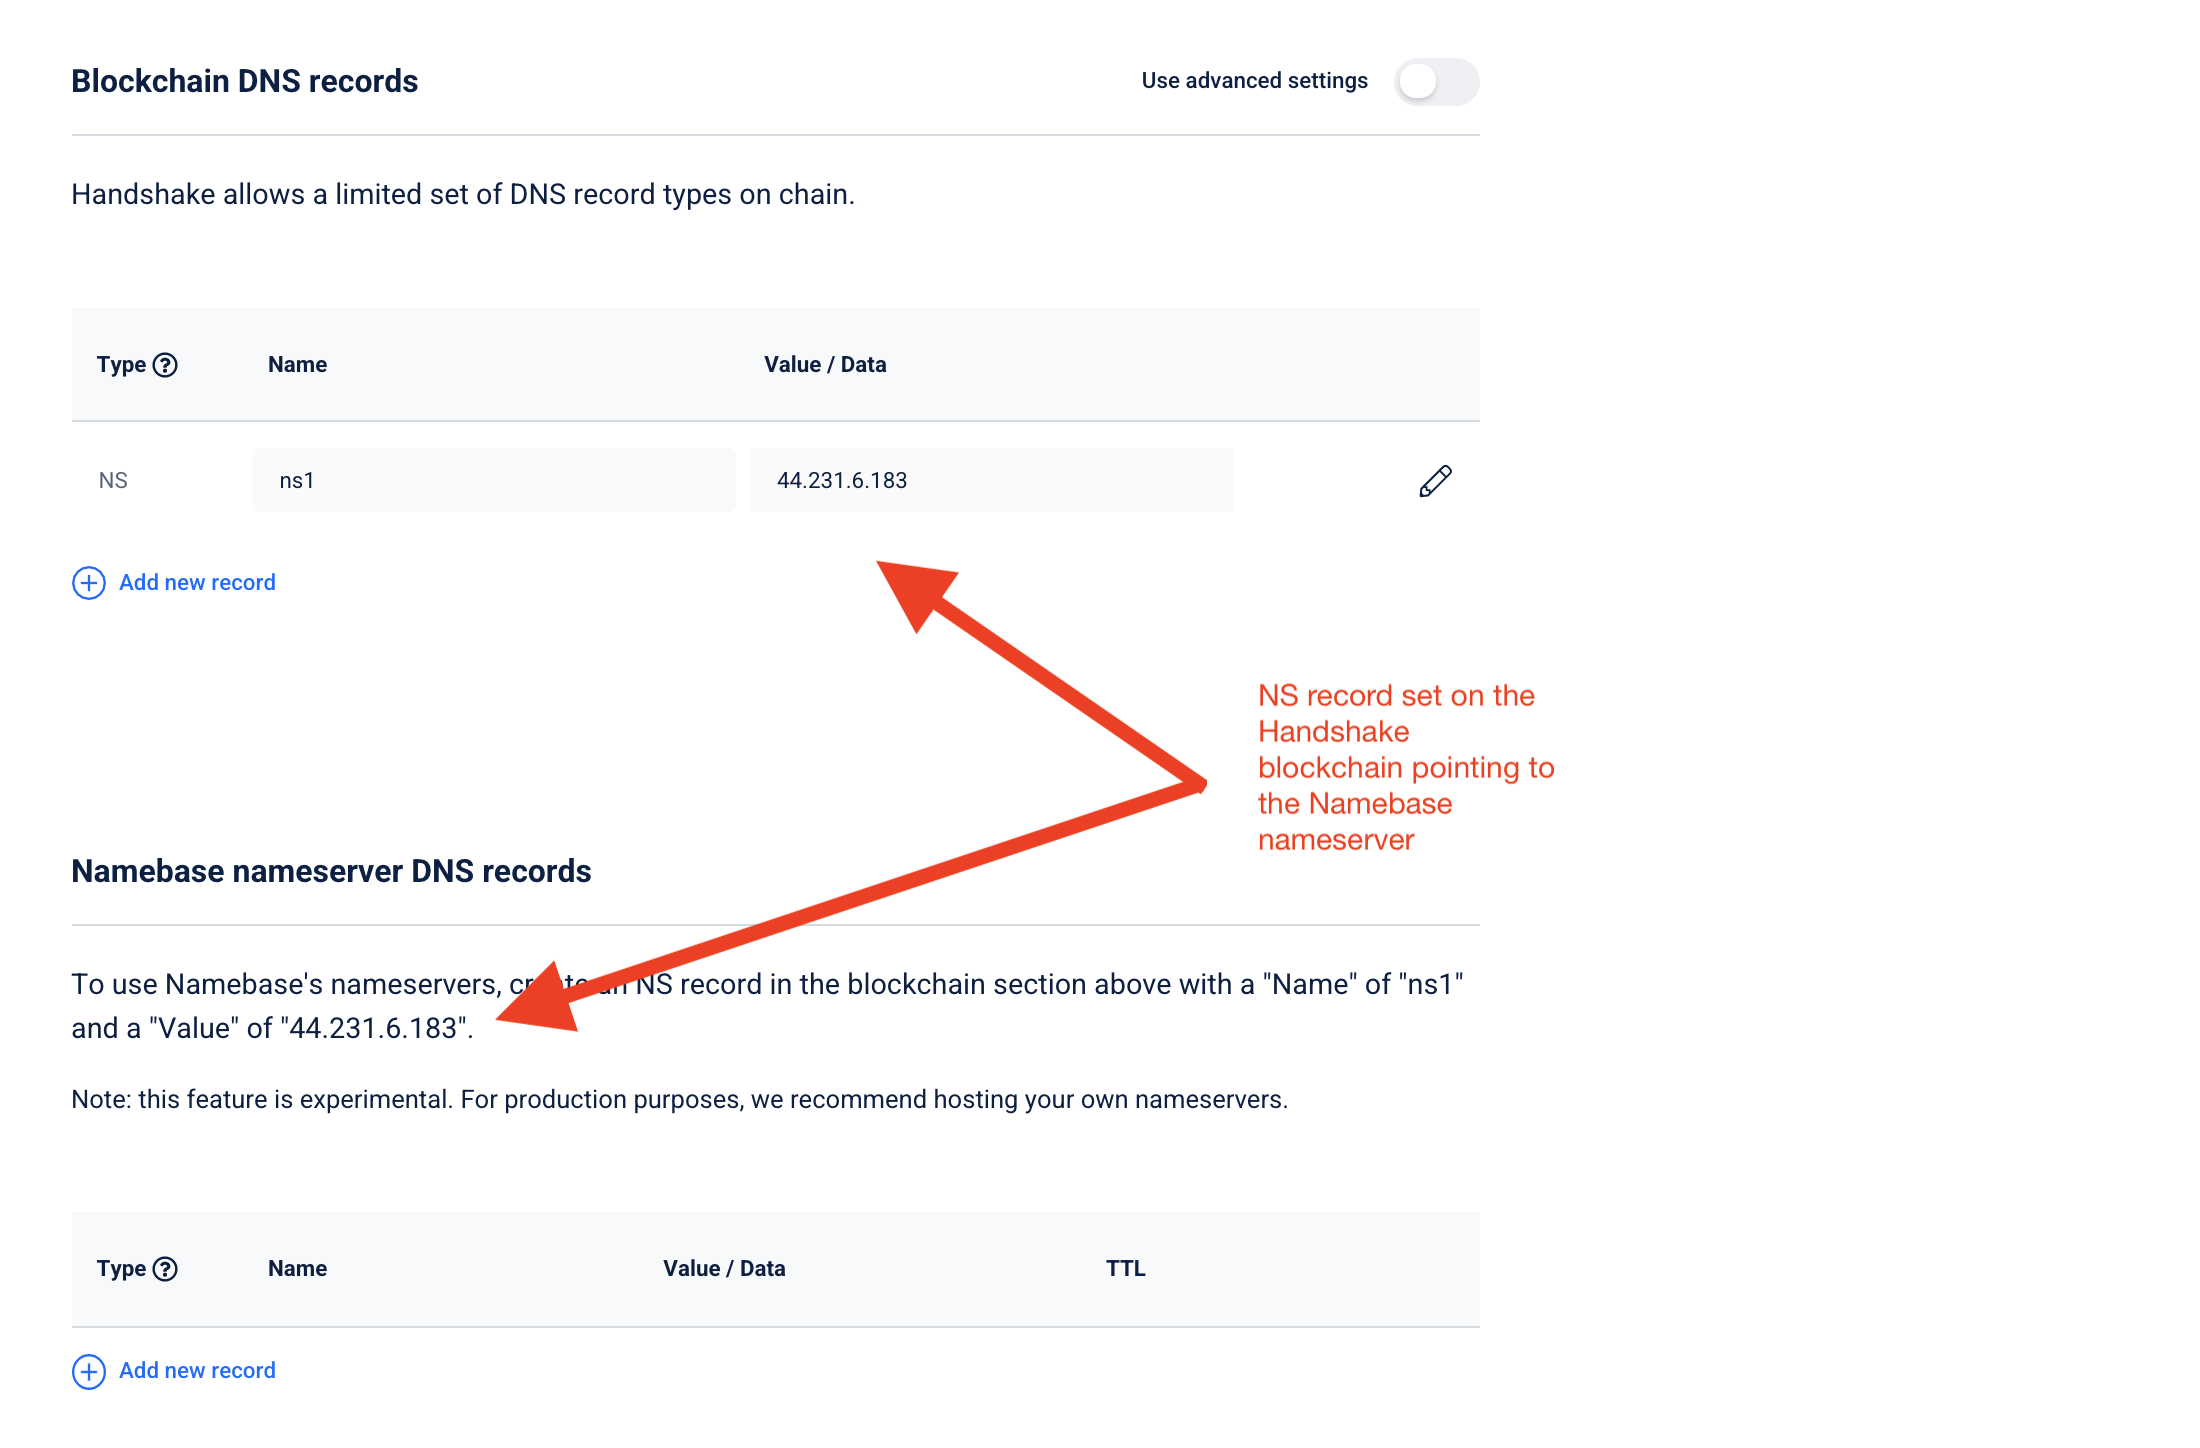 Blockchain DNS records
Use advanced settings
Handshake allows a limited set of DNS record types on chain.
Type ?
Name
Value / Data
NS
ns1
44.231.6.183
Add new record
NS record set on the
Handshake
blockchain pointing to
the Namebase
nameserver
Namebase nameserver DNS records
To use Namebase's nameservers, create an NS record in the blockchain section above with a "Name" of "ns1"
and a "Value" of "44.231.6.183".
Note: this feature is experimental. For production purposes, we recommend hosting your own nameservers.
Type ?
Name
Value / Data
TTL
Add new record